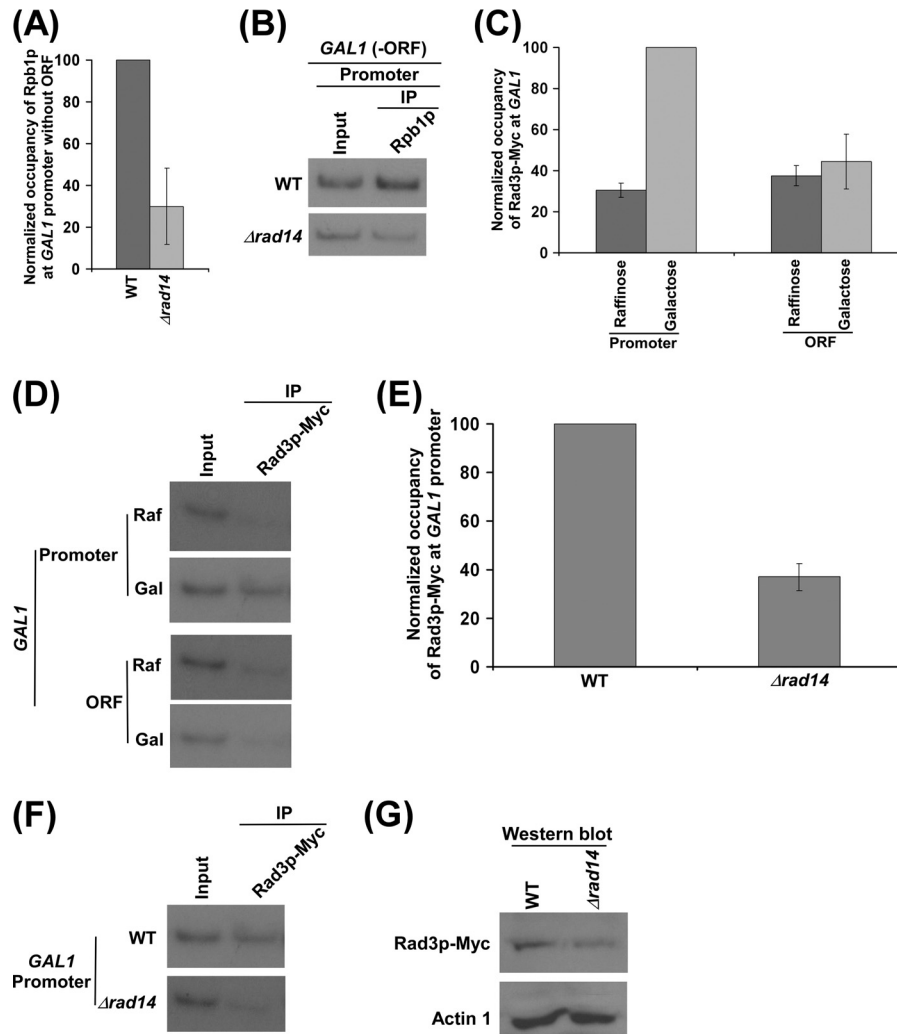 (A)
Normalized occupancy of Rpb1p
at GAL1 promoter without ORF
100
80
60
40
20
0
WT
Δrad14
(B)
GAL1 (-ORF)
Promoter
IP
Input
Rpb1p
WT
Δrad14
(C)
Normalized occupancy
of Rad3p-Myc at GAL1
100
80
60
40
20
0
Raffinose
Galactose
Raffinose
Galactose
Promoter
ORF
(D)
IP
Input
Rad3p-Myc
GAL1
Promoter
Raf
Gal
ORF
Raf
Gal
(E)
Normalized occupancy
of Rad3p-Myc at GAL1 promoter
100
80
60
40
20
0
WT
Δrad14
(F)
IP
Input
Rad3p-Myc
GAL1
Promoter
WT
Δrad14
(G)
Western blot
WT
Δrad14
Rad3p-Myc
Actin 1